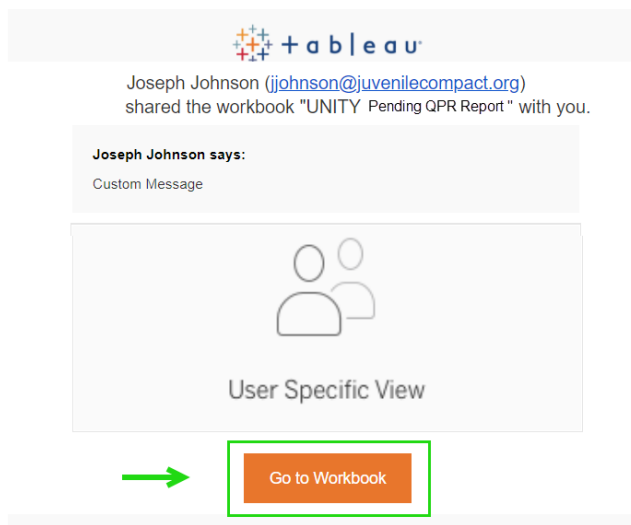 + a b | e a u
Joseph Johnson (jjohnson@juvenilecompact.org)
shared the workbook "UNITY Pending QPR Report " with you.
Joseph Johnson says:
Custom Message
User Specific View
Go to Workbook